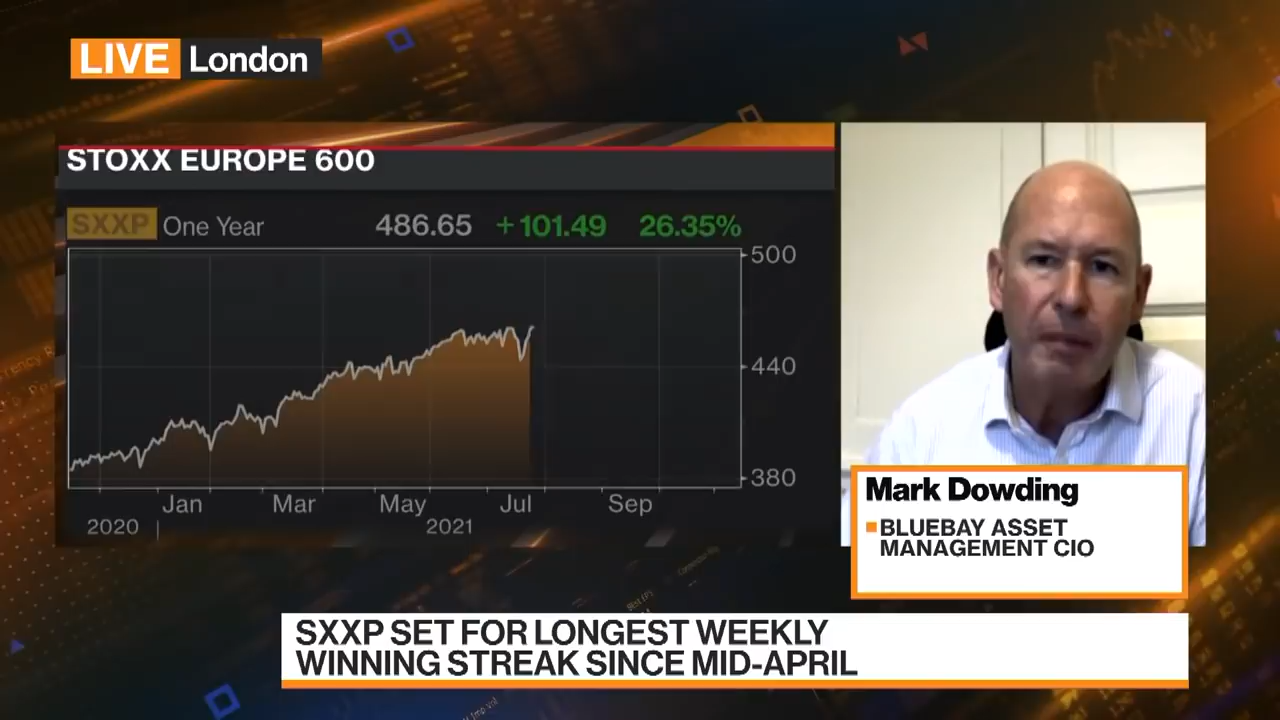 LIVE London
STOXX EUROPE 600
SXXP One Year 486.65 +101.49 26.35%
500
440
380
Jan Mar May Jul Sep
2020 2021
Mark Dowding
BLUEBAY ASSET
MANAGEMENT CIO
SXXP SET FOR LONGEST WEEKLY
WINNING STREAK SINCE MID-APRIL